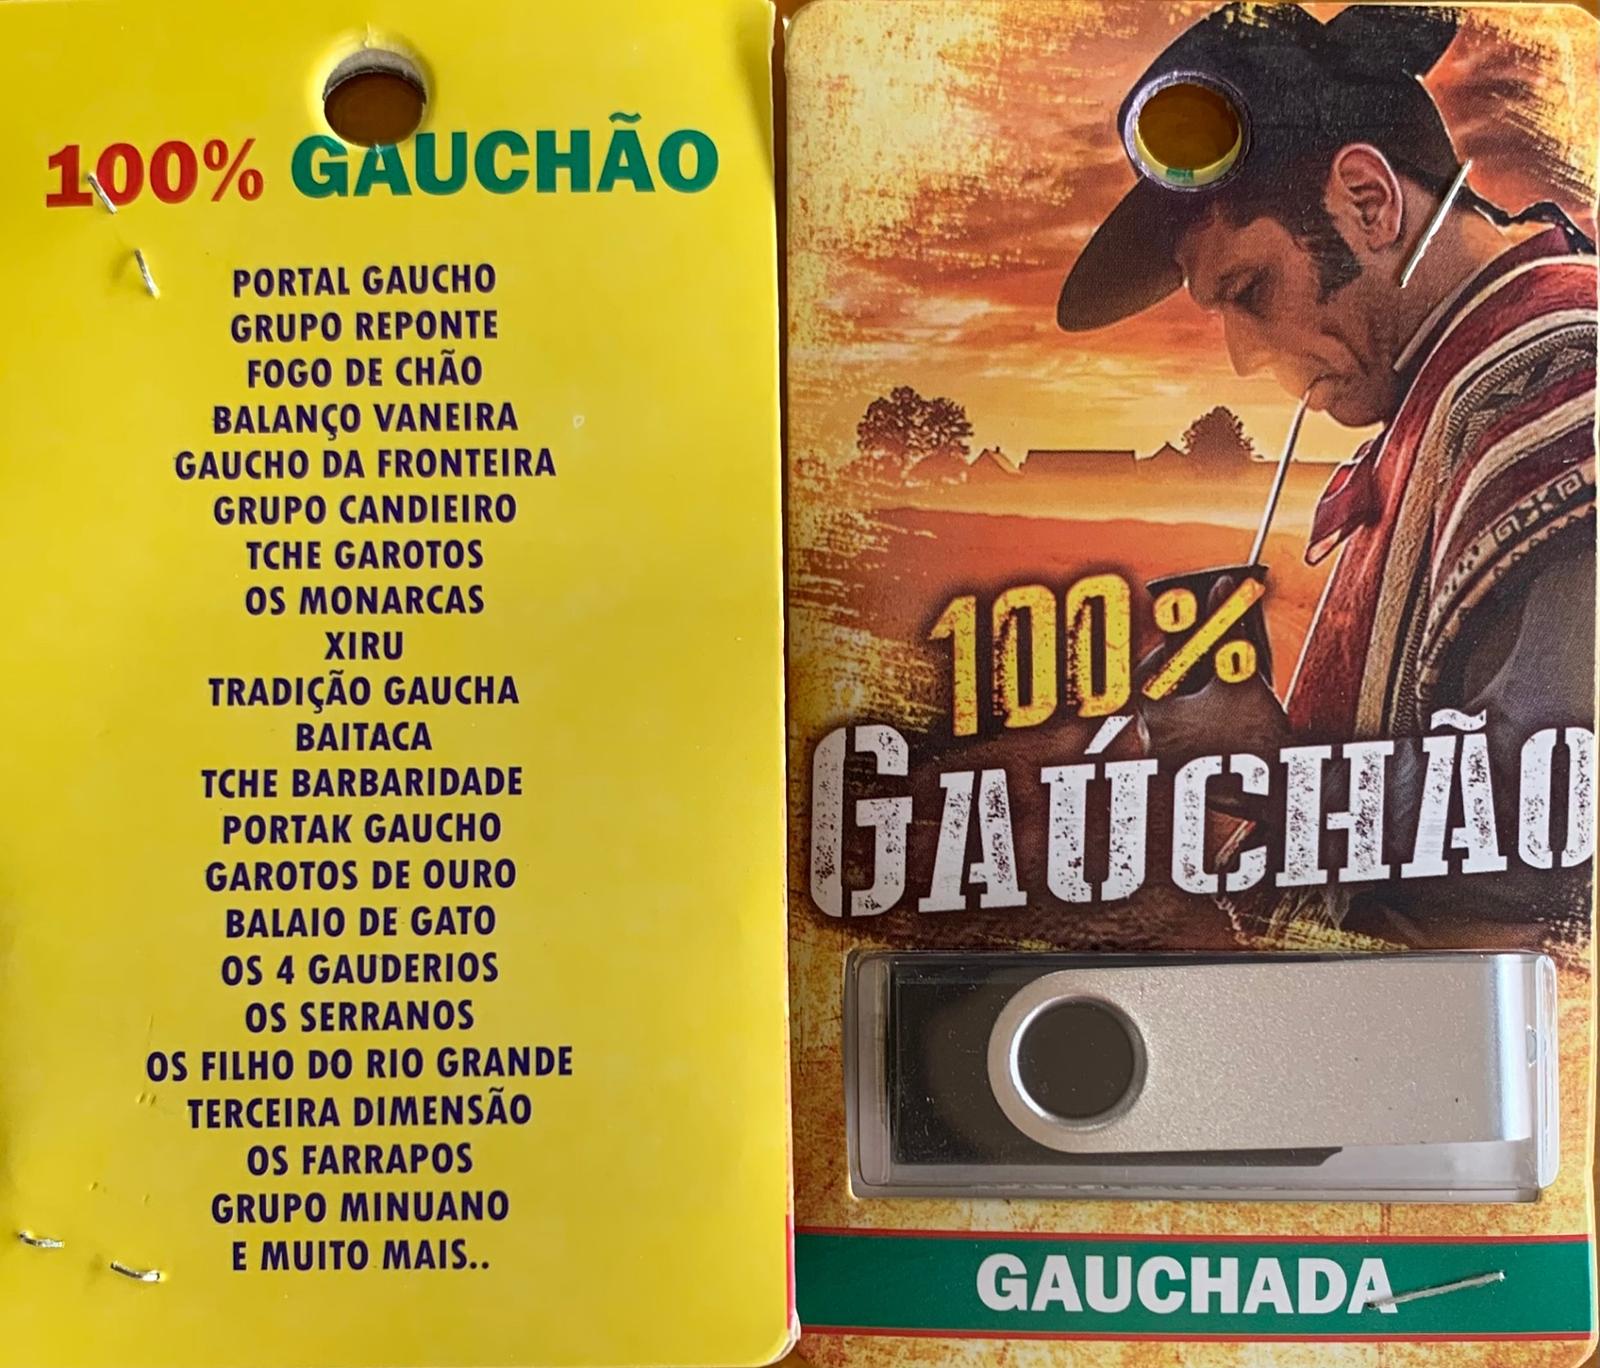 100% GAUCHÃO
PORTAL GAUCHO
GRUPO REPONTE
FOGO DE CHÃO
BALANÇO VANEIRA
GAUCHO DA FRONTEIRA
GRUPO CANDIEIRO
TCHE GAROTOS
OS MONARCAS
XIRU
TRADIÇÃO GAUCHA
BAITACA
TCHE BARBARIDADE
PORTAK GAUCHO
GAROTOS DE OURO
BALAIO DE GATO
OS 4 GAUDERIOS
OS SERRANOS
OS FILHO DO RIO GRANDE
TERCEIRA DIMENSÃO
OS FARRAPOS
GRUPO MINUANO
E MUITO MAIS..
100%
GAÚCHÃO
GAUCHADA